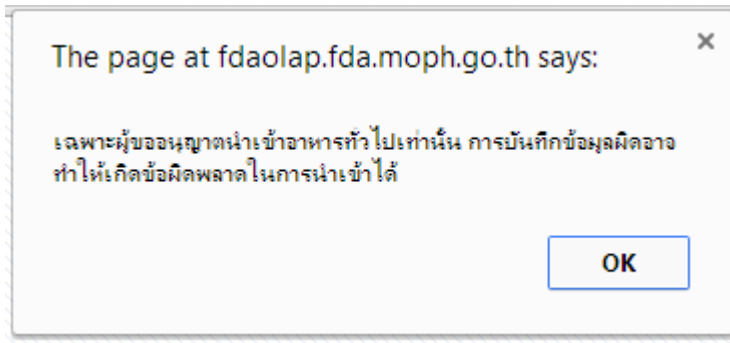 The page at fdaolap.fda.moph.go.th says:
เฉพาะผู้ขออนุญาตนำเข้าอาหารทั่วไปเท่านั้น การบันทึกข้อมูลผิดอาจ
ทำให้เกิดข้อผิดพลาดในการนำเข้าได้
OK